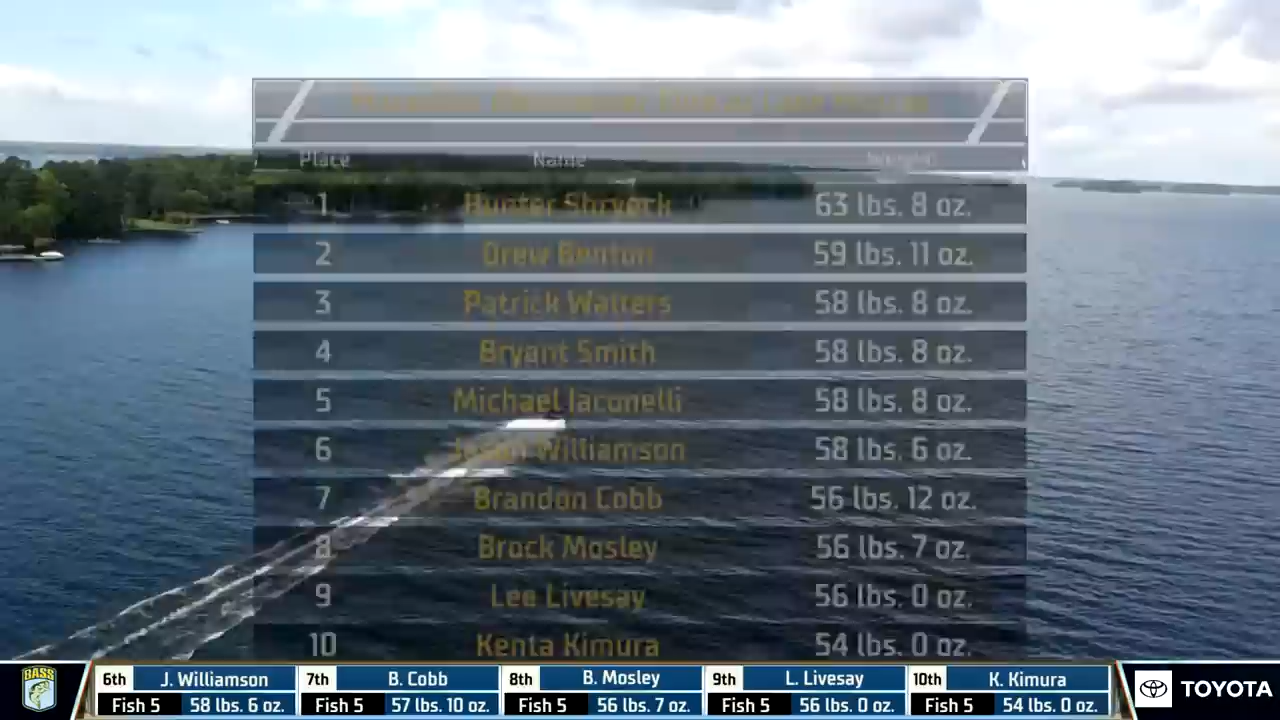 Place Name Weight
1 Hunter Shryock 63 lbs. 8 oz.
2 Drew Benton 59 lbs. 11 oz.
3 Patrick Walters 58 lbs. 8 oz.
4 Bryant Smith 58 lbs. 8 oz.
5 Michael Iaconelli 58 lbs. 8 oz.
6 Williamson 58 lbs. 6 oz.
7 Brandon Cobb 56 lbs. 12 oz.
8 Brock Mosley 56 lbs. 7 oz.
9 Lee Livesay 56 lbs. 0 oz.
10 Kenta Kimura 54 lbs. 0 oz.
BASS
6th J. Williamson
Fish 5 58 lbs. 6 oz.
7th B. Cobb
Fish 5 57 lbs. 10 oz.
8th B. Mosley
Fish 5 56 lbs. 7 oz.
9th L. Livesay
Fish 5 56 lbs. 0 oz.
10th K. Kimura
Fish 5 54 lbs. 0 oz.
TOYOTA